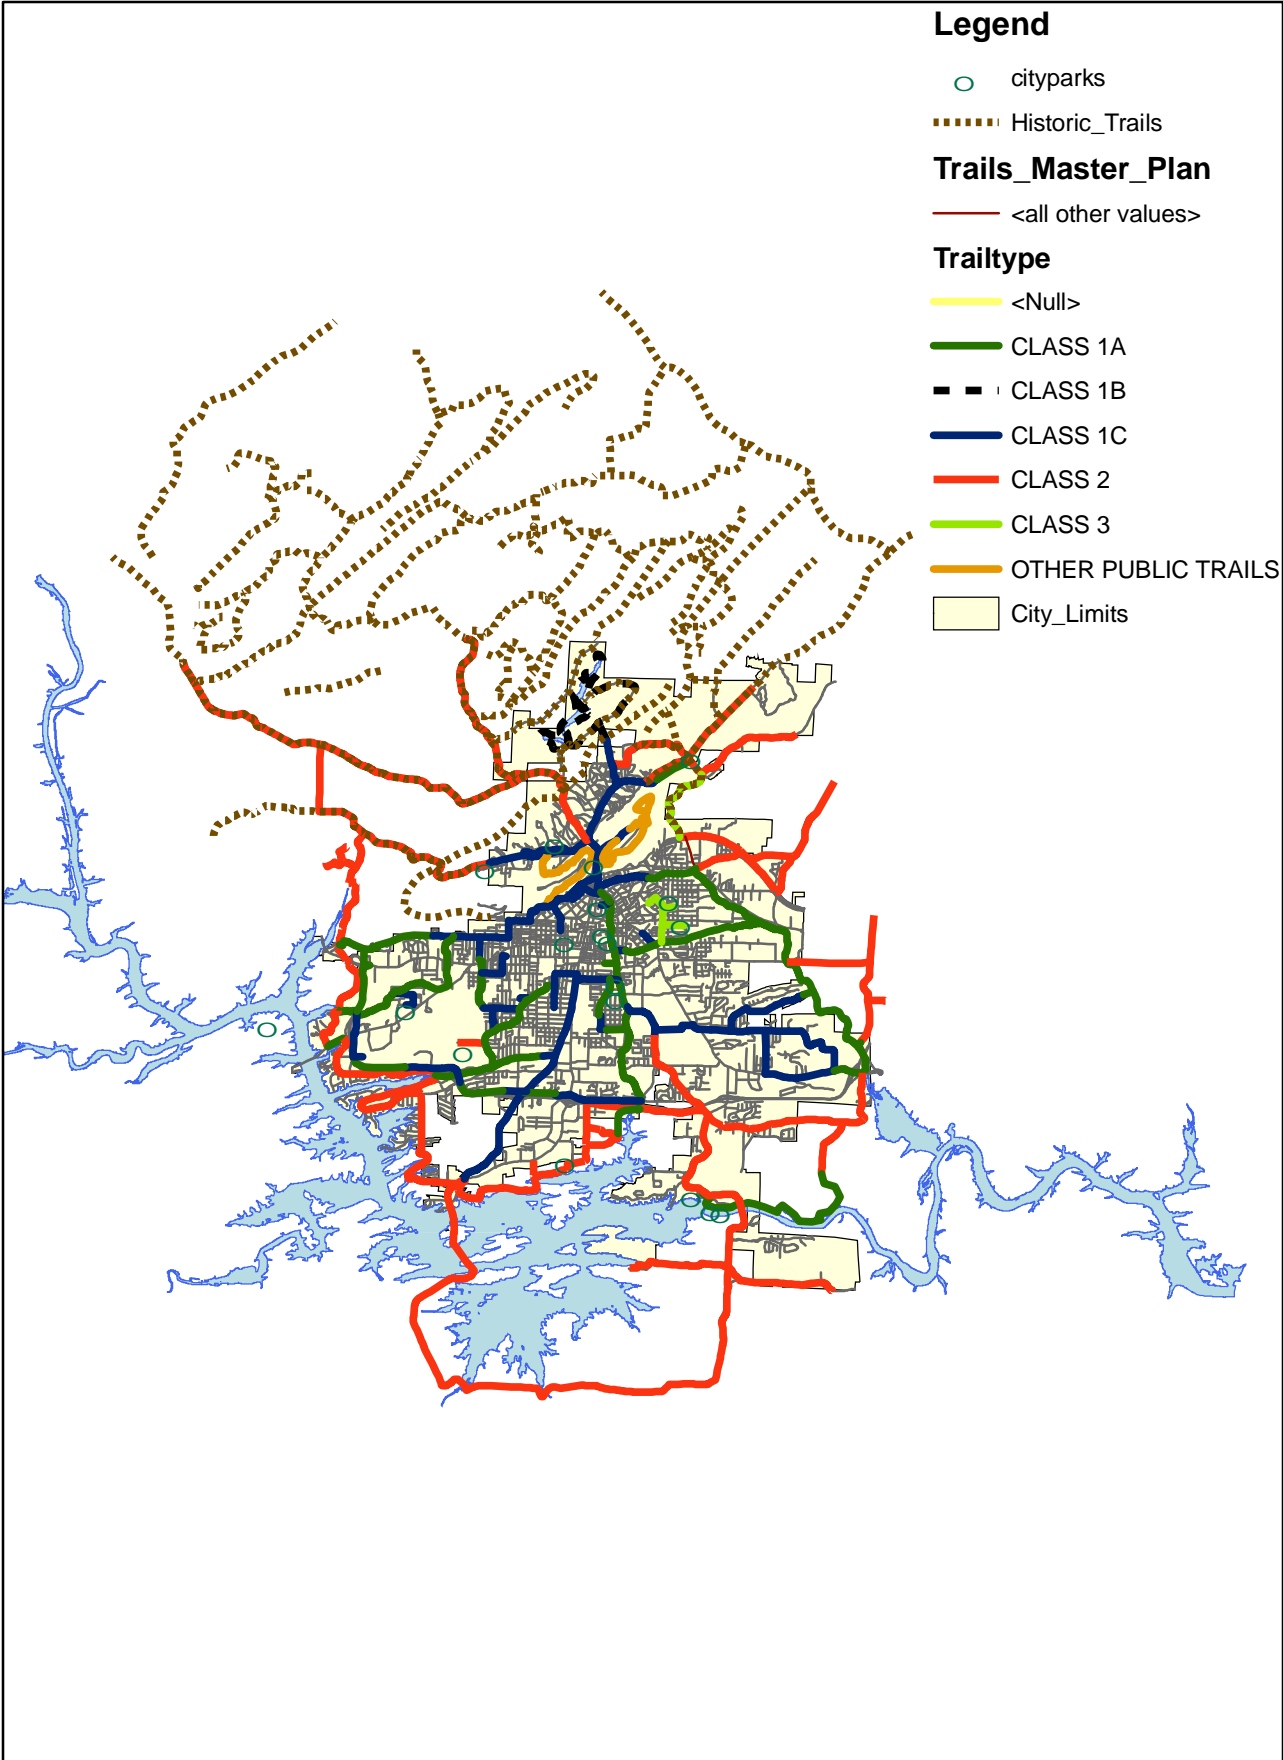 Legend
cityparks
Historic_Trails
Trails_Master_Plan
<all other values>
Trailtype
<Null>
CLASS 1A
CLASS 1B
CLASS 1C
CLASS 2
CLASS 3
OTHER PUBLIC TRAILS
City_Limits